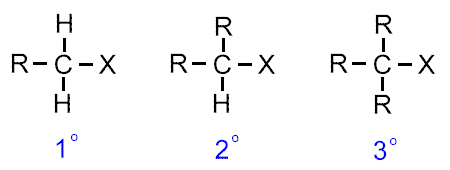 H R R
R–C–X R–C–X R–C–X
H H R
1° 2° 3°